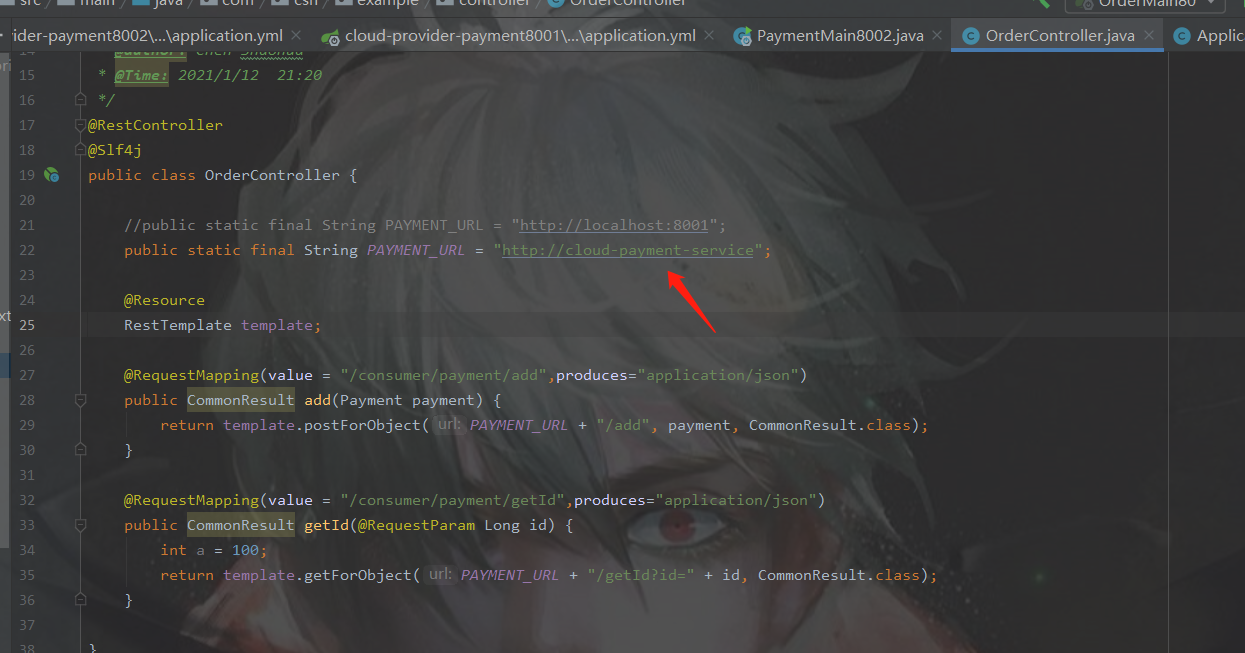 src main java com csh example controller OrderController OrderMain80
ider-payment8002\...\application.yml cloud-provider-payment8001\...\application.yml PaymentMain8002.java OrderController.java Applic
14
15 * @Time: 2021/1/12 21:20
16 */
17 @RestController
18 @Slf4j
19 public class OrderController {
20
21 //public static final String PAYMENT_URL = "http://localhost:8001";
22 public static final String PAYMENT_URL = "http://cloud-payment-service";
23
24 @Resource
25 RestTemplate template;
26
27 @RequestMapping(value = "/consumer/payment/add",produces="application/json")
28 public CommonResult add(Payment payment) {
29 return template.postForObject( url: PAYMENT_URL + "/add", payment, CommonResult.class);
30 }
31
32 @RequestMapping(value = "/consumer/payment/getId",produces="application/json")
33 public CommonResult getId(@RequestParam Long id) {
34 int a = 100;
35 return template.getForObject( url: PAYMENT_URL + "/getId?id=" + id, CommonResult.class);
36 }
37
38 }